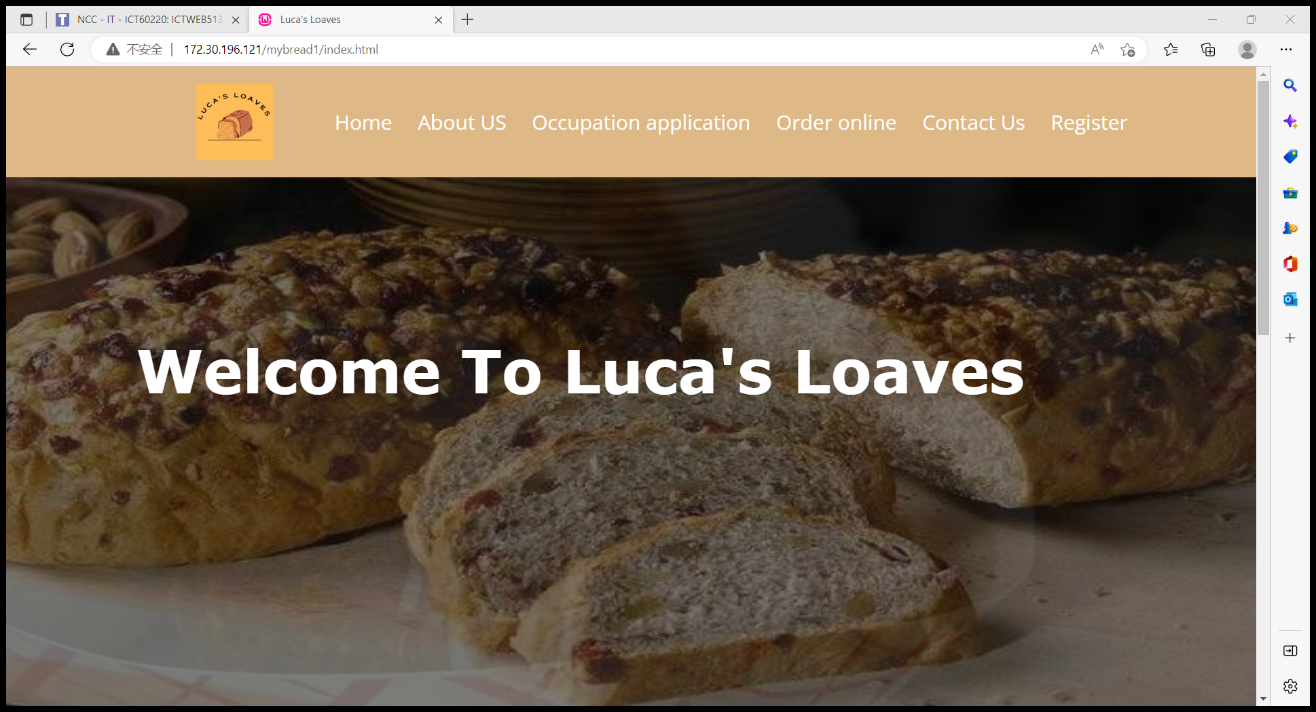 NCC - IT - ICT60220: ICTWEB513
Luca's Loaves
不安全 | 172.30.196.121/mybread1/index.html
LUCA'S LOAVES
Home About US Occupation application Order online Contact Us Register
Welcome To Luca's Loaves